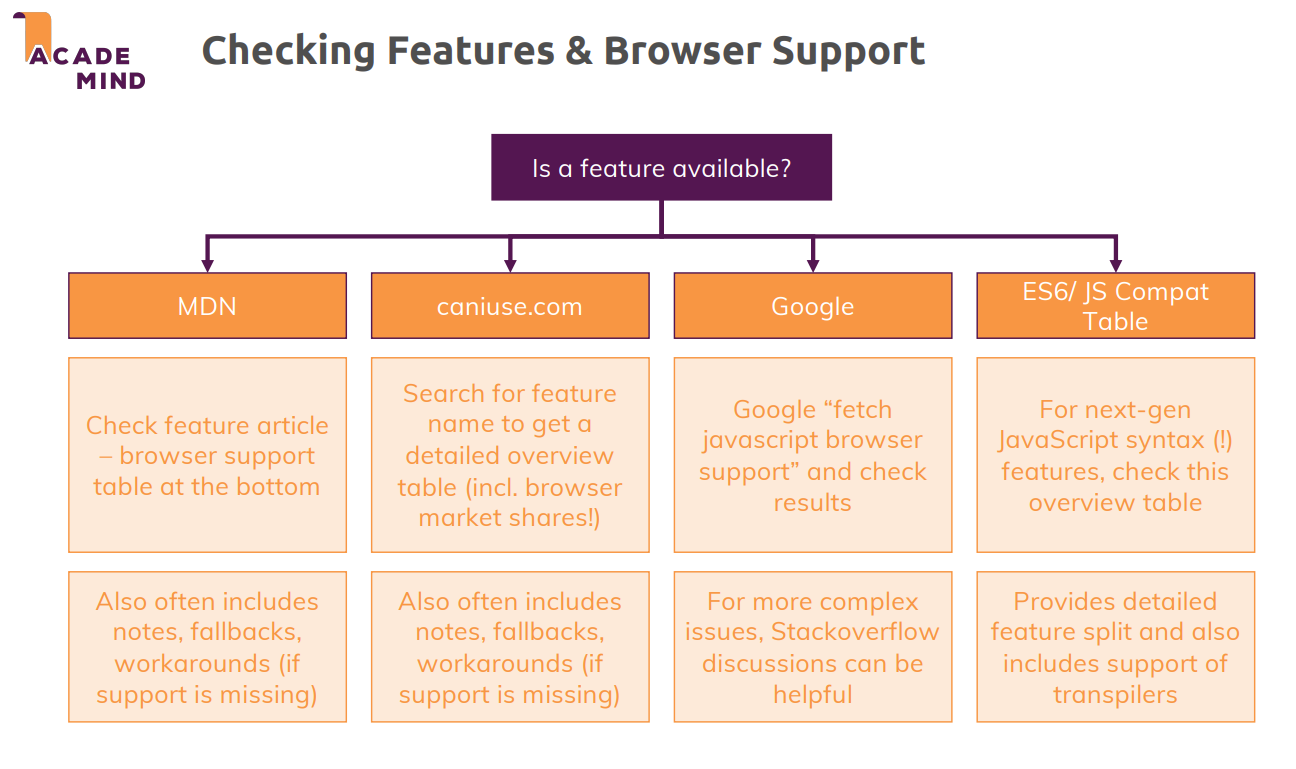 ACADE
MIND
Checking Features & Browser Support
Is a feature available?
MDN
caniuse.com
Google
ES6/ JS Compat
Table
Check feature article
– browser support
table at the bottom
Search for feature
name to get a
detailed overview
table (incl. browser
market shares!)
Google “fetch
javascript browser
support” and check
results
For next-gen
JavaScript syntax (!)
features, check this
overview table
Also often includes
notes, fallbacks,
workarounds (if
support is missing)
Also often includes
notes, fallbacks,
workarounds (if
support is missing)
For more complex
issues, Stackoverflow
discussions can be
helpful
Provides detailed
feature split and also
includes support of
transpilers